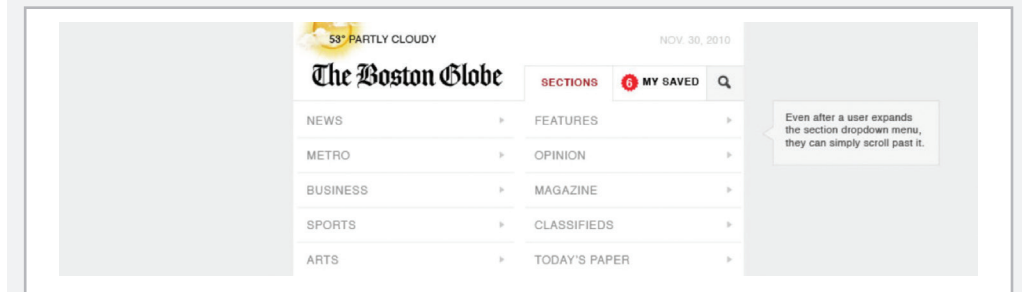 53° PARTLY CLOUDY
NOV. 30, 2010
The Boston Globe
SECTIONS
6 MY SAVED
NEWS
FEATURES
METRO
OPINION
BUSINESS
MAGAZINE
SPORTS
CLASSIFIEDS
ARTS
TODAY'S PAPER
Even after a user expands
the section dropdown menu,
they can simply scroll past it.